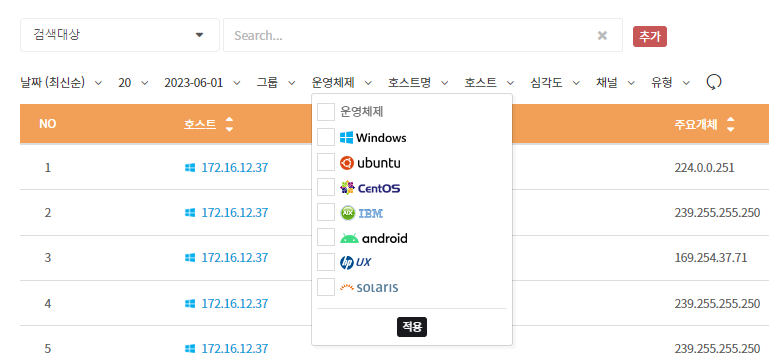 검색대상 Search... 추가
날짜 (최신순) 20 2023-06-01 그룹 운영체제 호스트명 호스트 심각도 채널 유형
NO 호스트 주요개체
운영체제
Windows
ubuntu
CentOS
AIX IBM
android
hp UX
solaris
적용
1 172.16.12.37 224.0.0.251
2 172.16.12.37 239.255.255.250
3 172.16.12.37 169.254.37.71
4 172.16.12.37 239.255.255.250
5 172.16.12.37 239.255.255.250